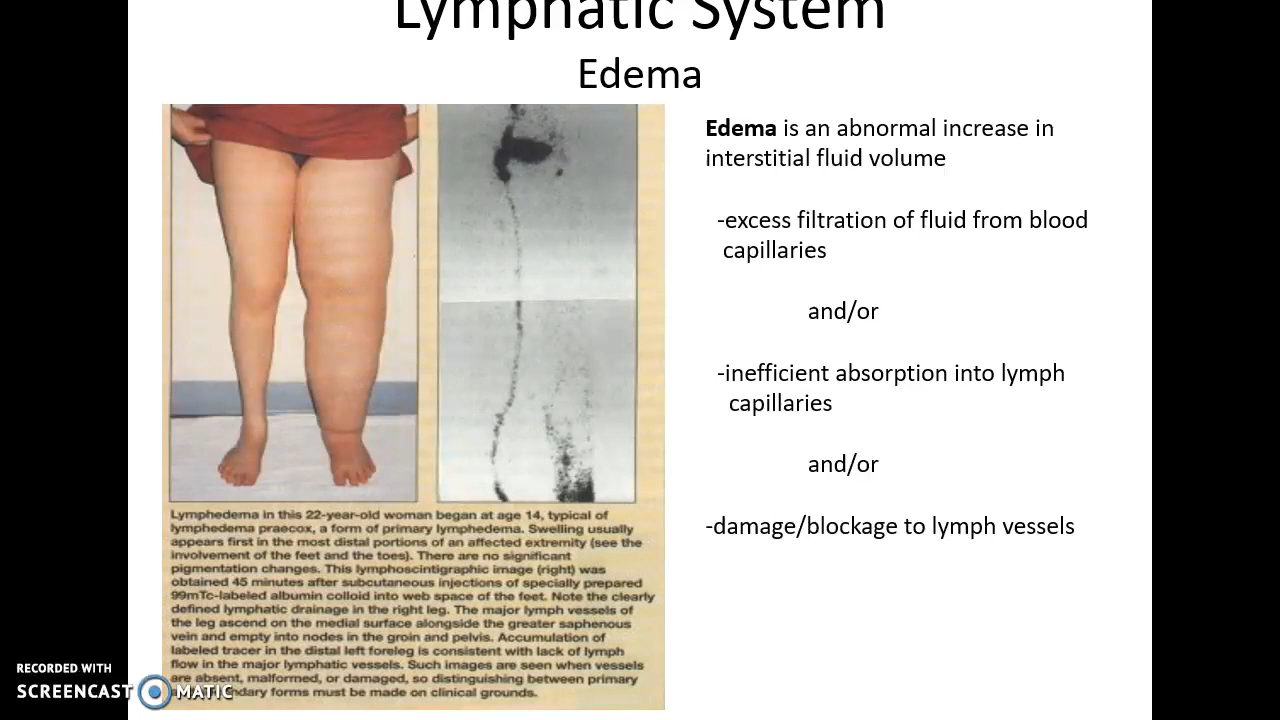 Lymphatic System
Edema
Edema is an abnormal increase in
interstitial fluid volume
-excess filtration of fluid from blood
capillaries
and/or
-inefficient absorption into lymph
capillaries
and/or
-damage/blockage to lymph vessels
Lymphedema in this 22-year-old woman began at age 14, typical of
lymphedema praecox, a form of primary lymphedema. Swelling usually
appears first in the most distal portions of an affected extremity (see the
involvement of the feet and the toes). There are no significant
pigmentation changes. This lymphoscintigraphic image (right) was
obtained 45 minutes after subcutaneous injections of specially prepared
99mTc-labeled albumin colloid into web space of the feet. Note the clearly
defined lymphatic drainage in the right leg. The major lymph vessels of
the leg ascend on the medial surface alongside the greater saphenous
vein and empty into nodes in the groin and pelvis. Accumulation of
labeled tracer in the distal left foreleg is consistent with lack of lymph
flow in the major lymphatic vessels. Such images are seen when vessels
are absent, malformed, or damaged, so distinguishing between primary
forms must be made on clinical grounds.
RECORDED WITH
SCREENCAST MATIC